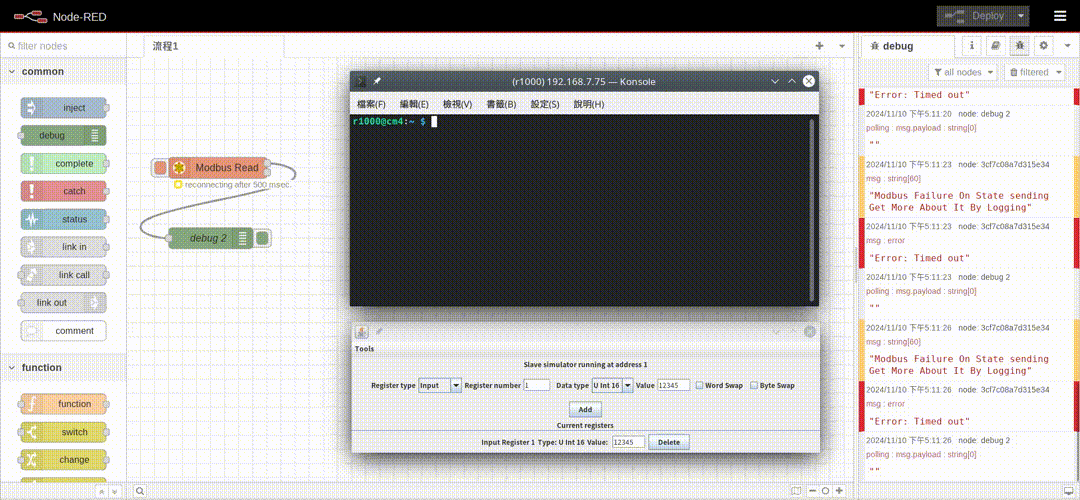 Node-RED
Deploy
filter nodes
common
inject
debug
complete
catch
status
link in
link call
link out
comment
function
function
switch
change
流程1
Modbus Read
reconnecting after 500 msec.
debug 2
(r1000) 192.168.7.75 — Konsole
檔案(F) 編輯(E) 檢視(V) 書籤(B) 設定(S) 說明(H)
r1000@cm4:~ $
Tools
Slave simulator running at address 1
Register type Input Register number 1 Data type U Int 16 Value 12345 Word Swap Byte Swap
Add
Current registers
Input Register 1 Type: U Int 16 Value: 12345 Delete
debug
all nodes filtered
"Error: Timed out"
2024/11/10 下午5:11:20 node: debug 2
polling : msg.payload : string[0]
""
2024/11/10 下午5:11:23 node: 3cf7c08a7d315e34
msg : string[60]
"Modbus Failure On State sending
Get More About It By Logging"
2024/11/10 下午5:11:23 node: 3cf7c08a7d315e34
msg : error
"Error: Timed out"
2024/11/10 下午5:11:23 node: debug 2
polling : msg.payload : string[0]
""
2024/11/10 下午5:11:26 node: 3cf7c08a7d315e34
msg : string[60]
"Modbus Failure On State sending
Get More About It By Logging"
2024/11/10 下午5:11:26 node: 3cf7c08a7d315e34
msg : error
"Error: Timed out"
2024/11/10 下午5:11:26 node: debug 2
polling : msg.payload : string[0]
""